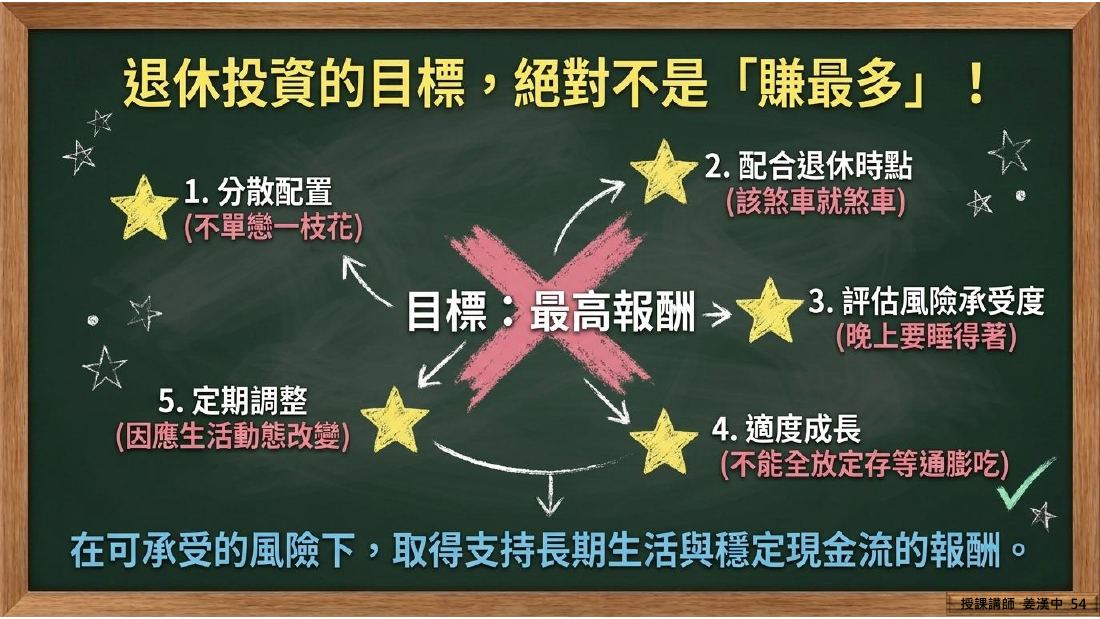 退休投資的目標，絕對不是「賺最多」！
1. 分散配置
(不單戀一枝花)
2. 配合退休時點
(該煞車就煞車)
目標：最高報酬
3. 評估風險承受度
(晚上要睡得著)
4. 適度成長
(不能全放定存等通膨吃)
5. 定期調整
(因應生活動態改變)
在可承受的風險下，取得支持長期生活與穩定現金流的報酬。
授課講師 姜漢中 54